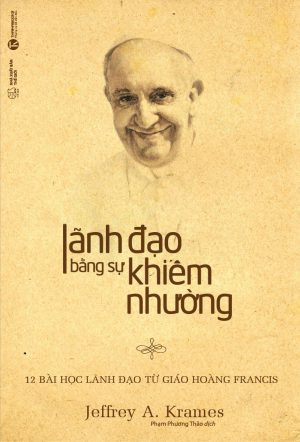 lãnh đạo
bằng sự
khiêm
nhường
12 BÀI HỌC LÃNH ĐẠO TỪ GIÁO HOÀNG FRANCIS
Jeffrey A. Krames
Phạm Phương Thảo dịch